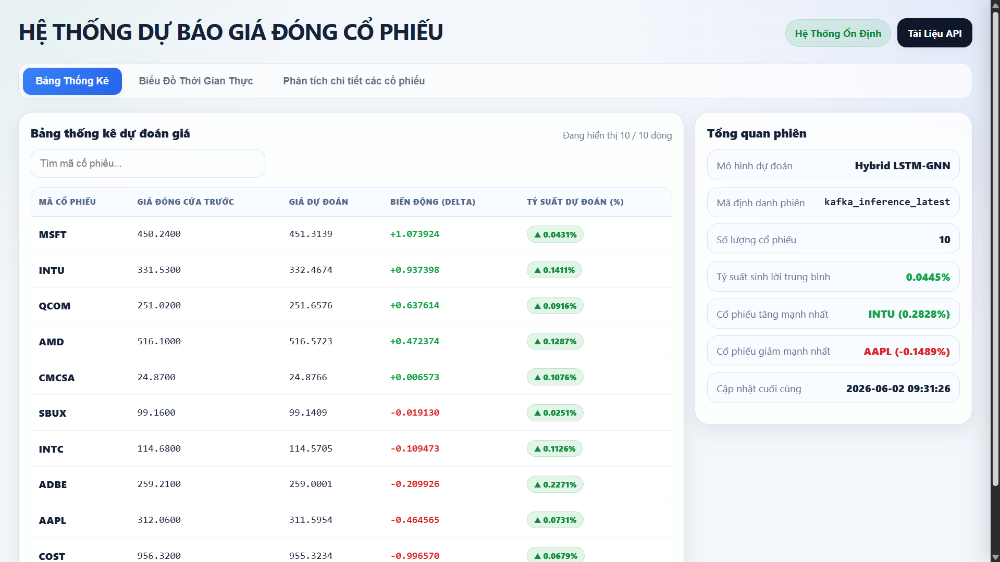 HỆ THỐNG DỰ BÁO GIÁ ĐÓNG CỔ PHIẾU
Hệ Thống Ổn Định
Tài Liệu API
Bảng Thống Kê
Biểu Đồ Thời Gian Thực
Phân tích chi tiết các cổ phiếu
Bảng thống kê dự đoán giá
Đang hiển thị 10 / 10 dòng
Tìm mã cổ phiếu...
MÃ CỔ PHIẾU GIÁ ĐÓNG CỬA TRƯỚC GIÁ DỰ ĐOÁN BIẾN ĐỘNG (DELTA) TỶ SUẤT DỰ ĐOÁN (%)
MSFT 450.2400 451.3139 +1.073924 ▲ 0.0431%
INTU 331.5300 332.4674 +0.937398 ▲ 0.1411%
QCOM 251.0200 251.6576 +0.637614 ▲ 0.0916%
AMD 516.1000 516.5723 +0.472374 ▲ 0.1287%
CMCSA 24.8700 24.8766 +0.006573 ▲ 0.1076%
SBUX 99.1600 99.1409 -0.019130 ▲ 0.0251%
INTC 114.6800 114.5705 -0.109473 ▲ 0.1126%
ADBE 259.2100 259.0001 -0.209926 ▲ 0.2271%
AAPL 312.0600 311.5954 -0.464565 ▲ 0.0731%
COST 956.3200 955.3234 -0.996570 ▲ 0.0679%
Tổng quan phiên
Mô hình dự đoán Hybrid LSTM-GNN
Mã định danh phiên kafka_inference_latest
Số lượng cổ phiếu 10
Tỷ suất sinh lời trung bình 0.0445%
Cổ phiếu tăng mạnh nhất INTU (0.2828%)
Cổ phiếu giảm mạnh nhất AAPL (-0.1489%)
Cập nhật cuối cùng 2026-06-02 09:31:26